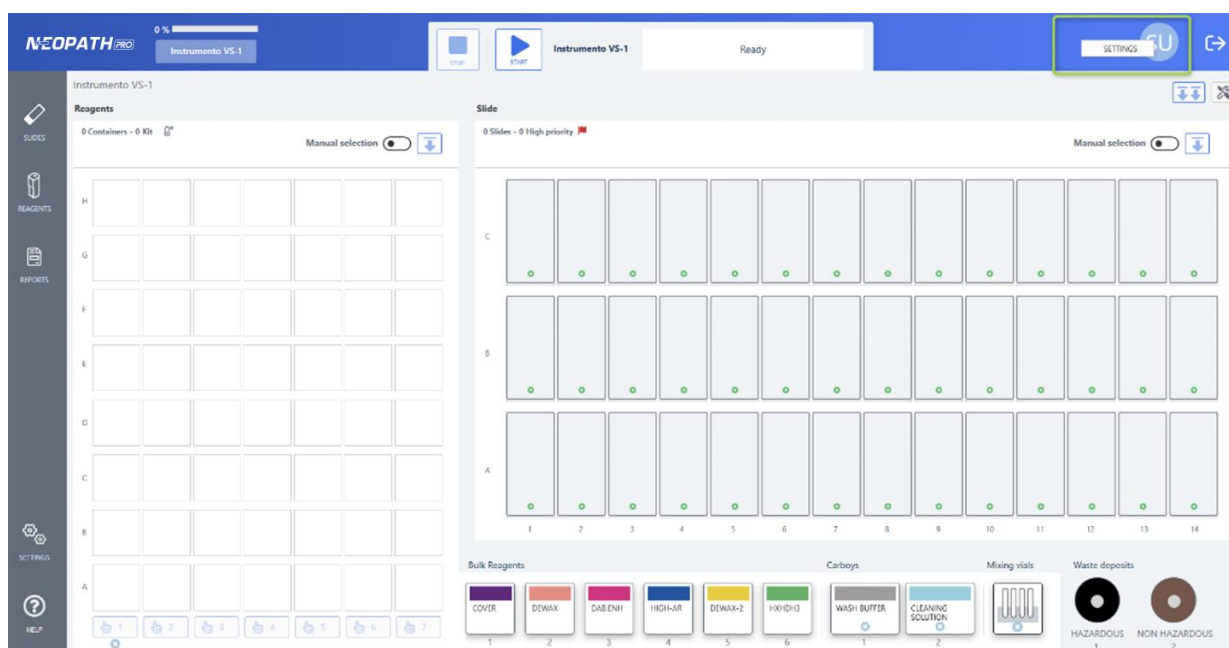 NEOPATH PRO
0 %
Instrumento VS-1
STOP
START
Instrumento VS-1
Ready
SETTINGS
SU
Instrumento VS-1
SLIDES
REAGENTS
REPORTS
SETTINGS
HELP
Reagents
0 Containers - 0 Kit
Manual selection
H
G
F
E
D
C
B
A
1 2 3 4 5 6 7
Slide
0 Slides - 0 High priority
Manual selection
C
B
A
1 2 3 4 5 6 7 8 9 10 11 12 13 14
Bulk Reagents
COVER DEWAX DAB ENH HIGH-AR DEWAX-2
1 2 3 4 5 6
Carboys
WASH BUFFER
CLEANING
SOLUTION
1 2
Mixing vials
Waste deposits
HAZARDOUS NON HAZARDOUS
1 2